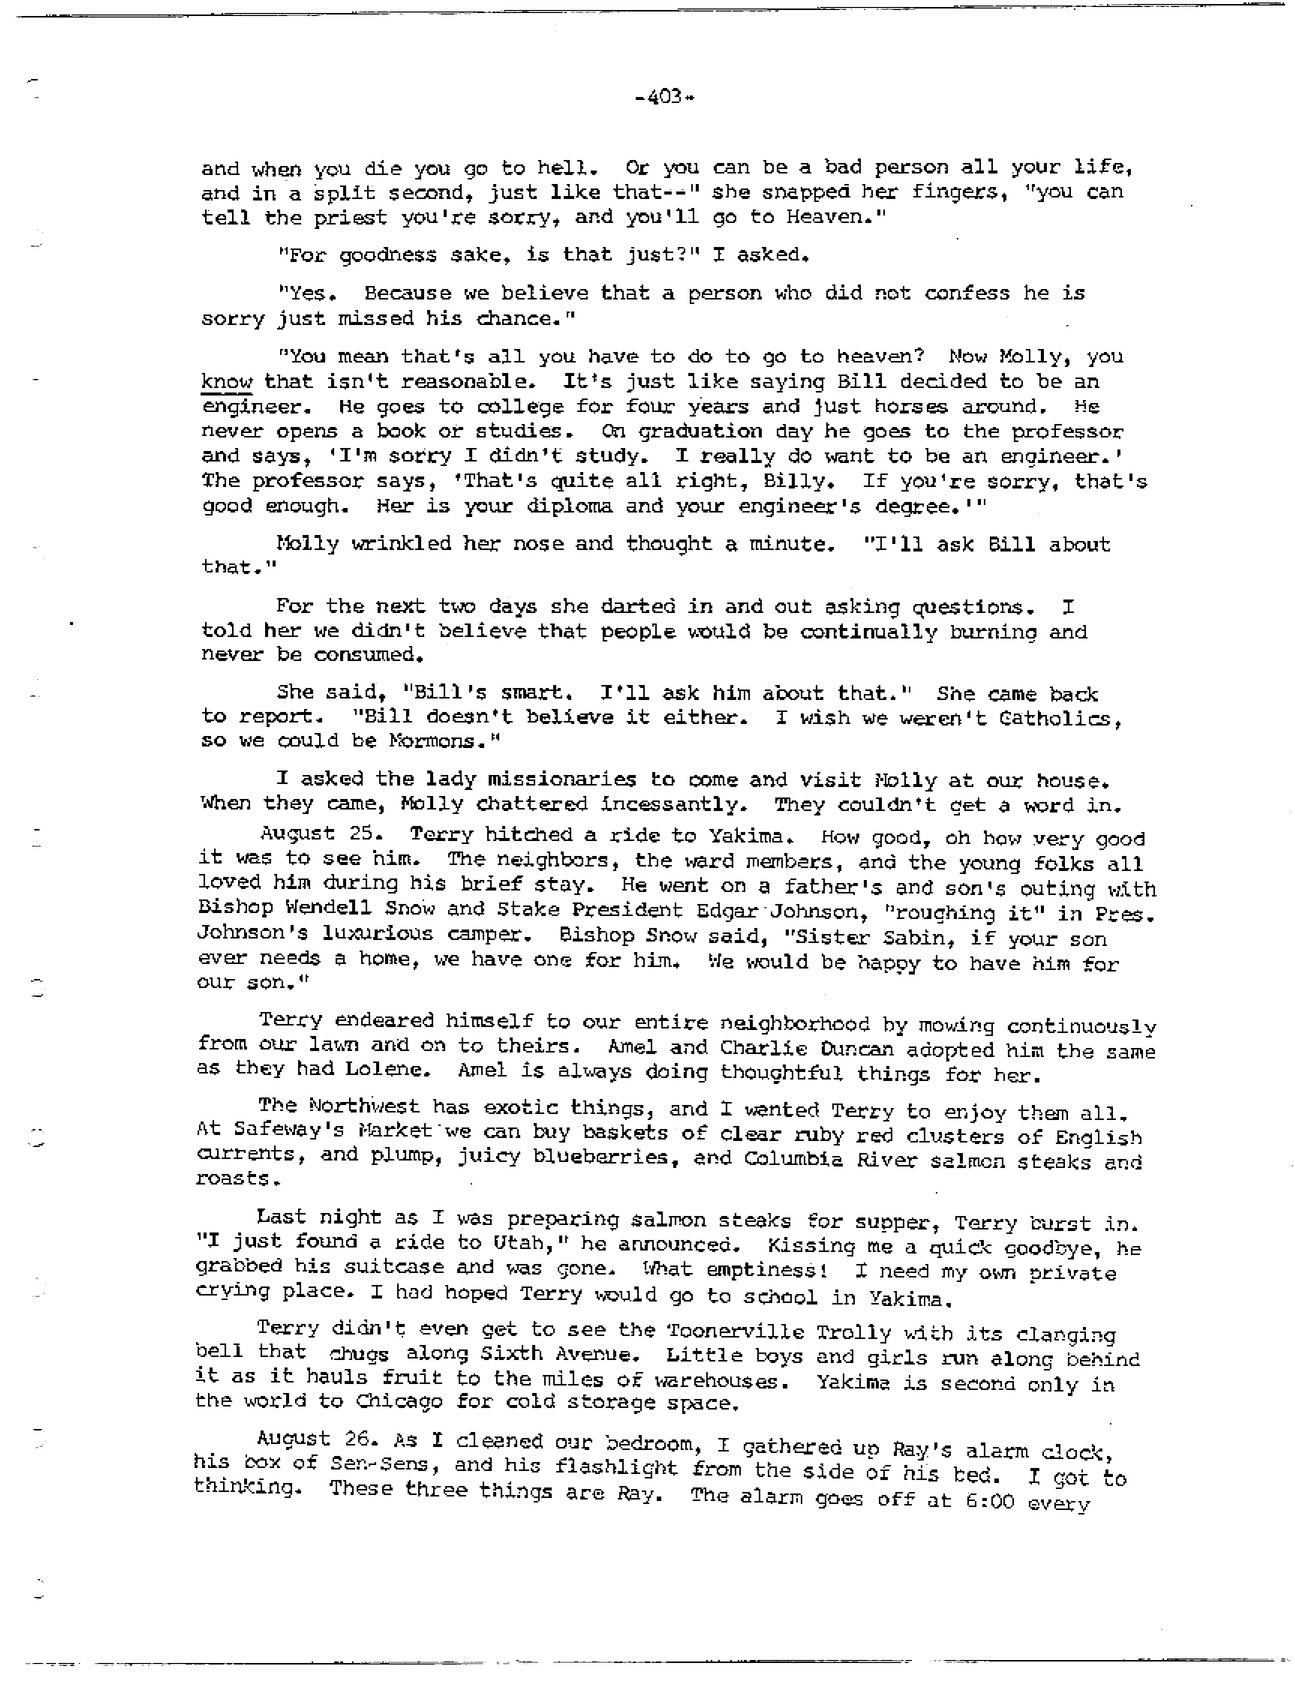 -403-
and when you die you go to hell. Or you can be a bad person all your life,
and in a split second, just like that--" she snapped her fingers, "you can
tell the priest you're sorry, and you'll go to Heaven."
"For goodness sake, is that just?" I asked.
"Yes. Because we believe that a person who did not confess he is
sorry just missed his chance."
"You mean that's all you have to do to go to heaven? Now Molly, you
know that isn't reasonable. It's just like saying Bill decided to be an
engineer. He goes to college for four years and just horses around. He
never opens a book or studies. On graduation day he goes to the professor
and says, 'I'm sorry I didn't study. I really do want to be an engineer.'
The professor says, 'That's quite all right, Billy. If you're sorry, that's
good enough. Her is your diploma and your engineer's degree.'"
Molly wrinkled her nose and thought a minute. "I'll ask Bill about
that."
For the next two days she darted in and out asking questions. I
told her we didn't believe that people would be continually burning and
never be consumed.
She said, "Bill's smart. I'll ask him about that." She came back
to report. "Bill doesn't believe it either. I wish we weren't Catholics,
so we could be Mormons."
I asked the lady missionaries to come and visit Molly at our house.
When they came, Molly chattered incessantly. They couldn't get a word in.
August 25. Terry hitched a ride to Yakima. How good, oh how very good
it was to see him. The neighbors, the ward members, and the young folks all
loved him during his brief stay. He went on a father's and son's outing with
Bishop Wendell Snow and Stake President Edgar Johnson, "roughing it" in Pres.
Johnson's luxurious camper. Bishop Snow said, "Sister Sabin, if your son
ever needs a home, we have one for him. We would be happy to have him for
our son."
Terry endeared himself to our entire neighborhood by mowing continuously
from our lawn and on to theirs. Amel and Charlie Duncan adopted him the same
as they had Lolene. Amel is always doing thoughtful things for her.
The Northwest has exotic things, and I wanted Terry to enjoy them all.
At Safeway's Market we can buy baskets of clear ruby red clusters of English
currents, and plump, juicy blueberries, and Columbia River salmon steaks and
roasts.
Last night as I was preparing salmon steaks for supper, Terry burst in.
"I just found a ride to Utah," he announced. Kissing me a quick goodbye, he
grabbed his suitcase and was gone. What emptiness! I need my own private
crying place. I had hoped Terry would go to school in Yakima.
Terry didn't even get to see the Toonerville Trolly with its clanging
bell that chugs along Sixth Avenue. Little boys and girls run along behind
it as it hauls fruit to the miles of warehouses. Yakima is second only in
the world to Chicago for cold storage space.
August 26. As I cleaned our bedroom, I gathered up Ray's alarm clock,
his box of Sen-Sens, and his flashlight from the side of his bed. I got to
thinking. These three things are Ray. The alarm goes off at 6:00 every